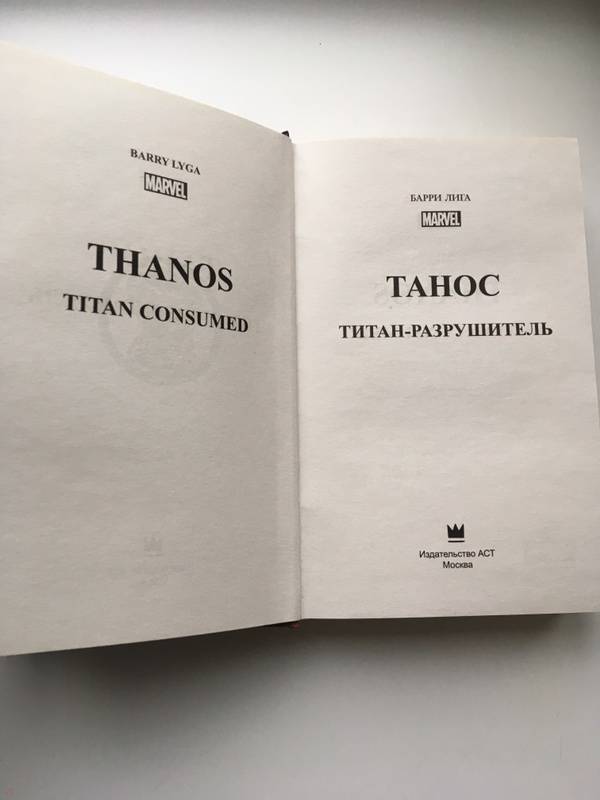 BARRY LYGA
MARVEL
THANOS
TITAN CONSUMED
БАРРИ ЛИГА
MARVEL
ТАНОС
ТИТАН-РАЗРУШИТЕЛЬ
Издательство АСТ
Москва